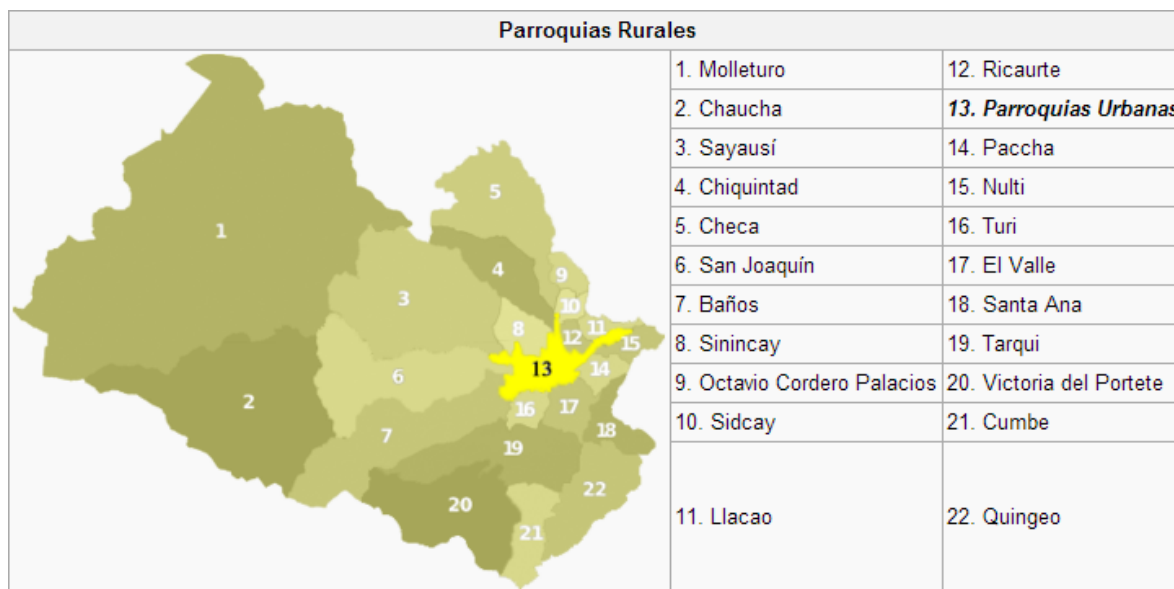 Parroquias Rurales
1. Molleturo
12. Ricaurte
2. Chaucha
13. Parroquias Urbanas
3. Sayausí
14. Paccha
4. Chiquintad
15. Nulti
5. Checa
16. Turi
6. San Joaquín
17. El Valle
7. Baños
18. Santa Ana
8. Sinincay
19. Tarqui
9. Octavio Cordero Palacios
20. Victoria del Portete
10. Sidcay
21. Cumbe
11. Llacao
22. Quingeo
5
1
4
9
3
10
8
11
12
15
13
14
6
2
16
17
7
18
19
22
20
21